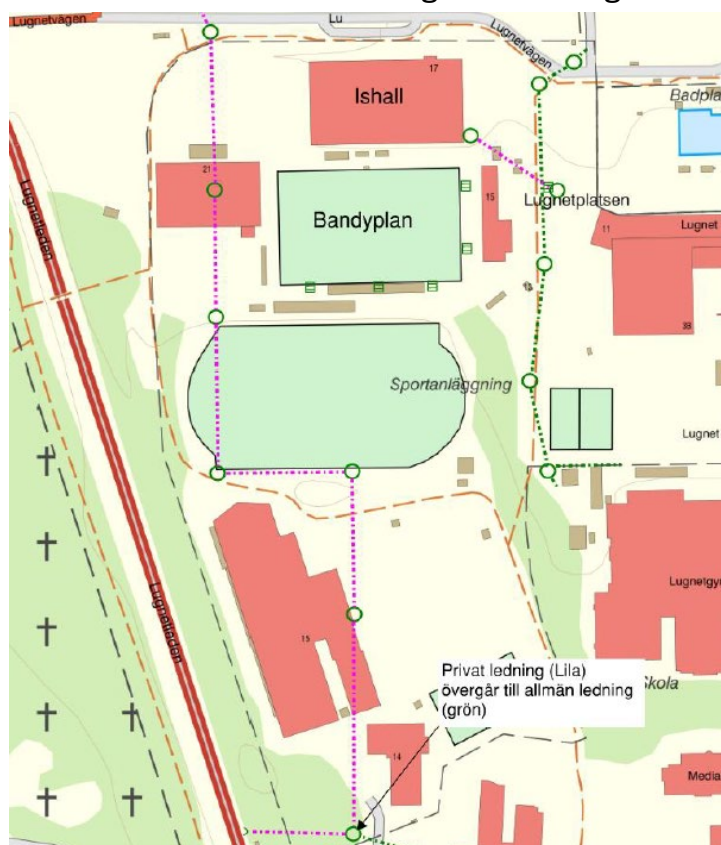 Lugnetvägen
Lu
Lugnetvägen
17
Ishall
Badpla
21
15
Lugnetplatsen
Bandyplan
11
Lugnet
Lugnetleden
38
Sportanläggning
Lugnet
Lugnetgy
Lugnetleden
15
Privat ledning (Lila)
övergår till allmän ledning
(grön)
Skola
14
Media